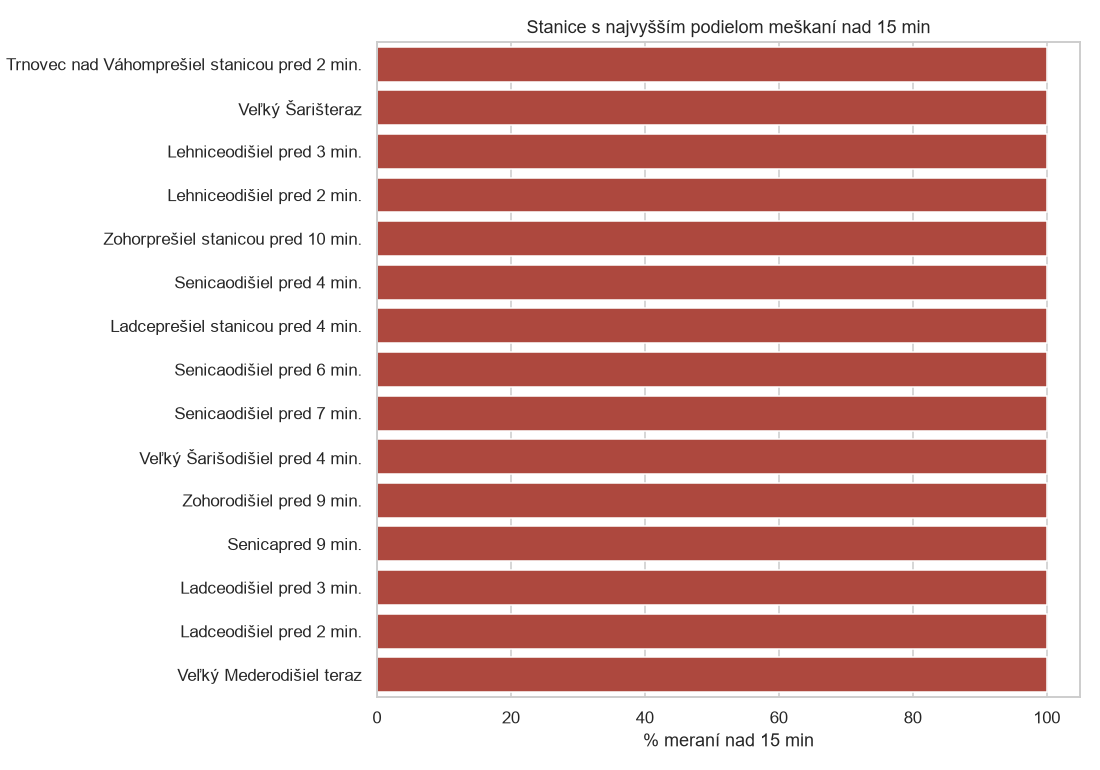 Stanice s najvyšším podielom meškaní nad 15 min
Trnovec nad Váhomprešiel stanicou pred 2 min.
Veľký Šarišteraz
Lehniceodišiel pred 3 min.
Lehniceodišiel pred 2 min.
Zohorprešiel stanicou pred 10 min.
Senicaodišiel pred 4 min.
Ladceprešiel stanicou pred 4 min.
Senicaodišiel pred 6 min.
Senicaodišiel pred 7 min.
Veľký Šarišodišiel pred 4 min.
Zohorodišiel pred 9 min.
Senicapred 9 min.
Ladceodišiel pred 3 min.
Ladceodišiel pred 2 min.
Veľký Mederodišiel teraz
0 20 40 60 80 100
% meraní nad 15 min